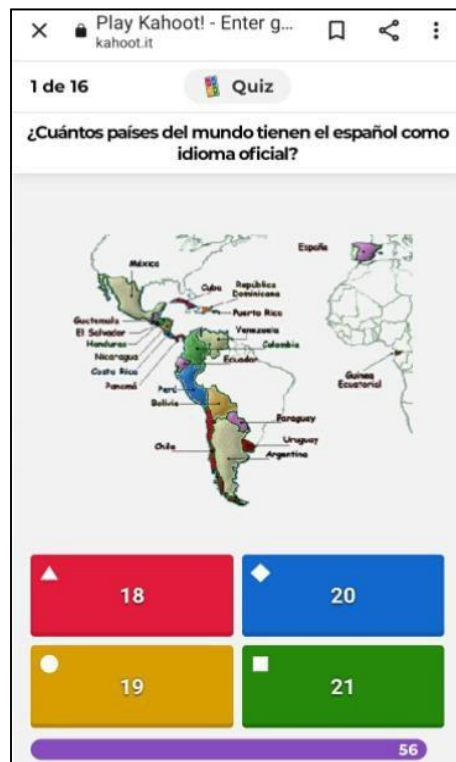 Play Kahoot! - Enter g...
kahoot.it
1 de 16
Quiz
¿Cuántos países del mundo tienen el español como
idioma oficial?
España
México
Cuba
República
Dominicana
Puerto Rico
Guatemala
El Salvador
Honduras
Nicaragua
Costa Rica
Panamá
Venezuela
Colombia
Ecuador
Guinea
Ecuatorial
Perú
Bolivia
Paraguay
Chile
Uruguay
Argentina
18
20
19
21
56